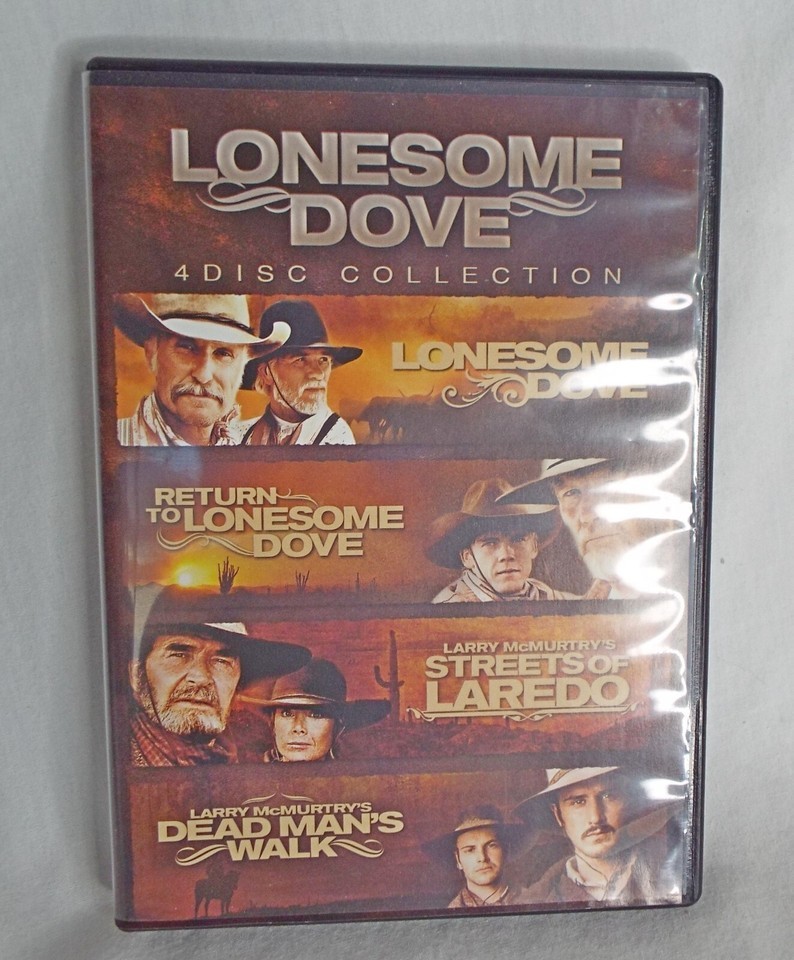 LONESOME
DOVE
4 DISC COLLECTION
LONESOME
DOVE
RETURN
TO LONESOME
DOVE
LARRY McMURTRY'S
STREETS OF
LAREDO
LARRY McMURTRY'S
DEAD MAN'S
WALK